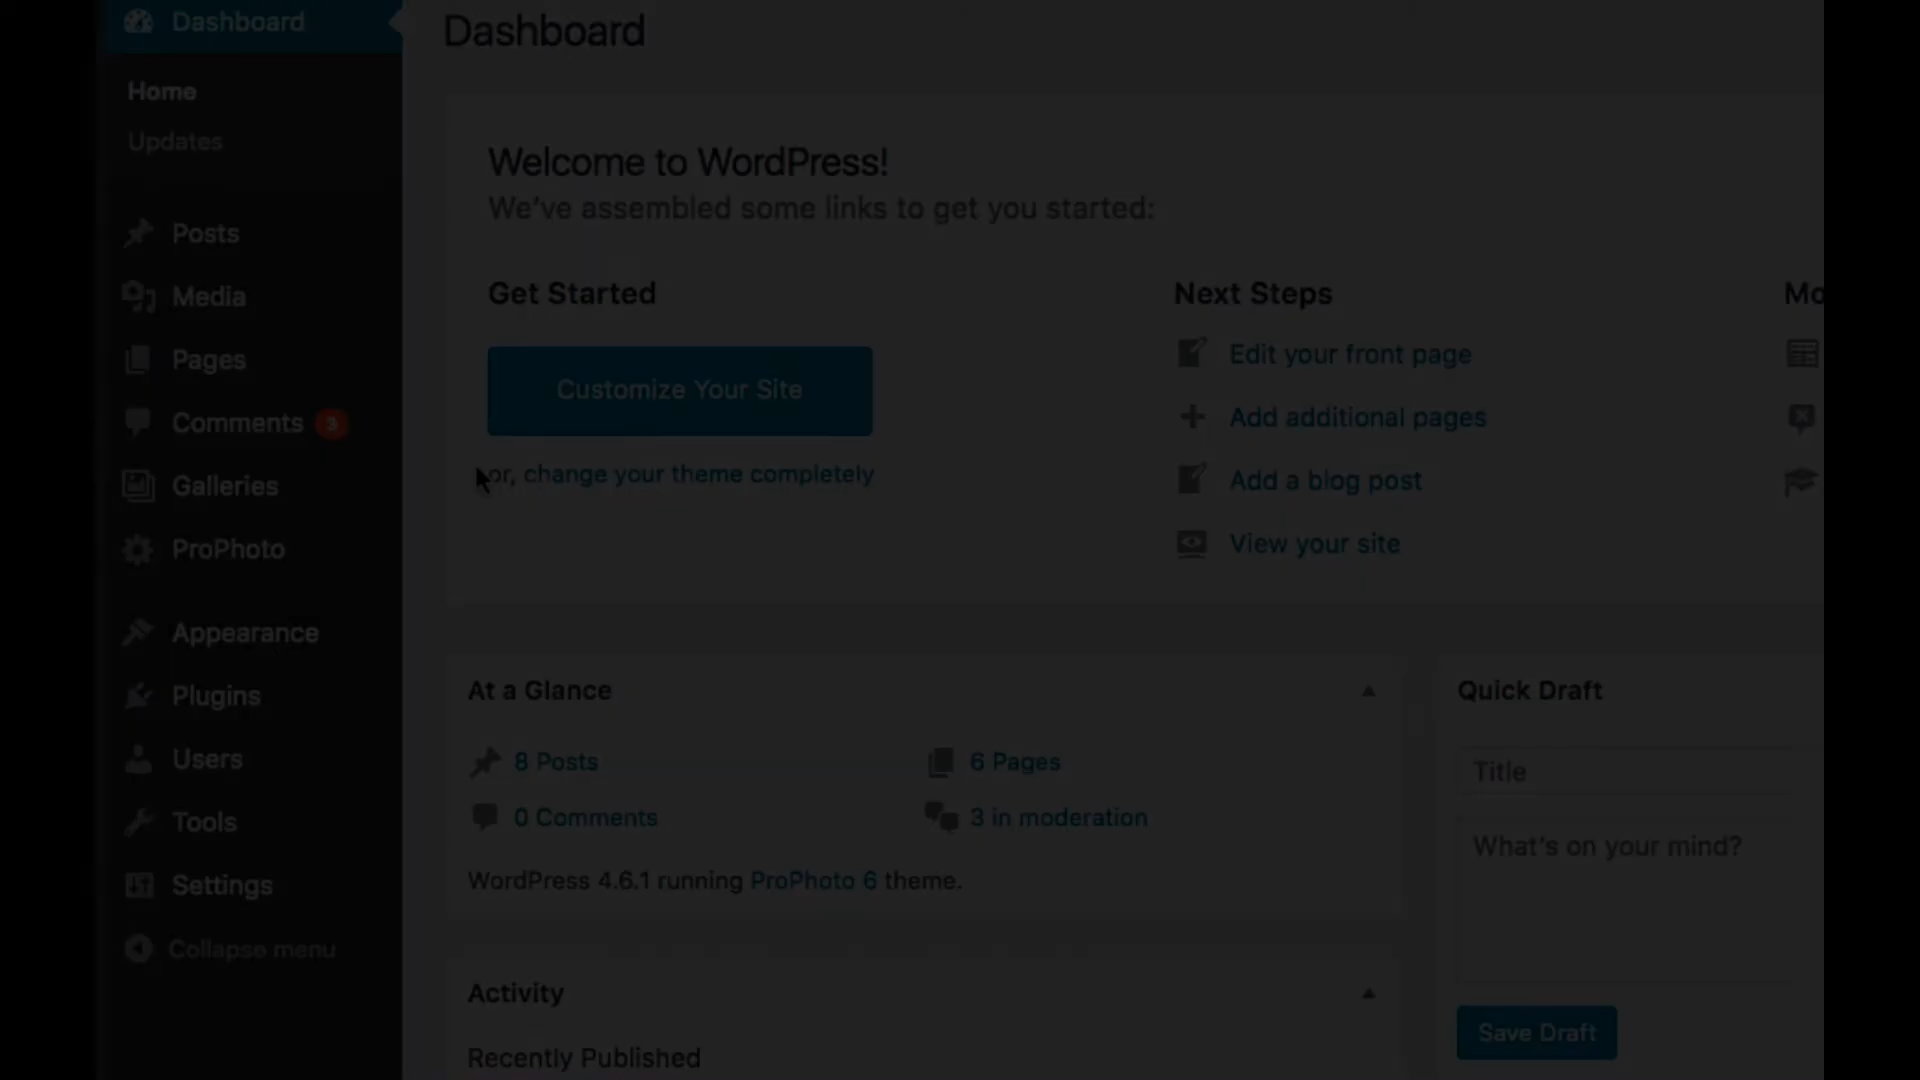 Dashboard
Home
Updates
Posts
Media
Pages
Comments 3
Galleries
ProPhoto
Appearance
Plugins
Users
Tools
Settings
Collapse menu
Dashboard
Welcome to WordPress!
We've assembled some links to get you started:
Get Started
Customize Your Site
or, change your theme completely
Next Steps
Edit your front page
Add additional pages
Add a blog post
View your site
Mo
At a Glance
8 Posts
6 Pages
0 Comments
3 in moderation
WordPress 4.6.1 running ProPhoto 6 theme.
Activity
Recently Published
Quick Draft
Title
What's on your mind?
Save Draft